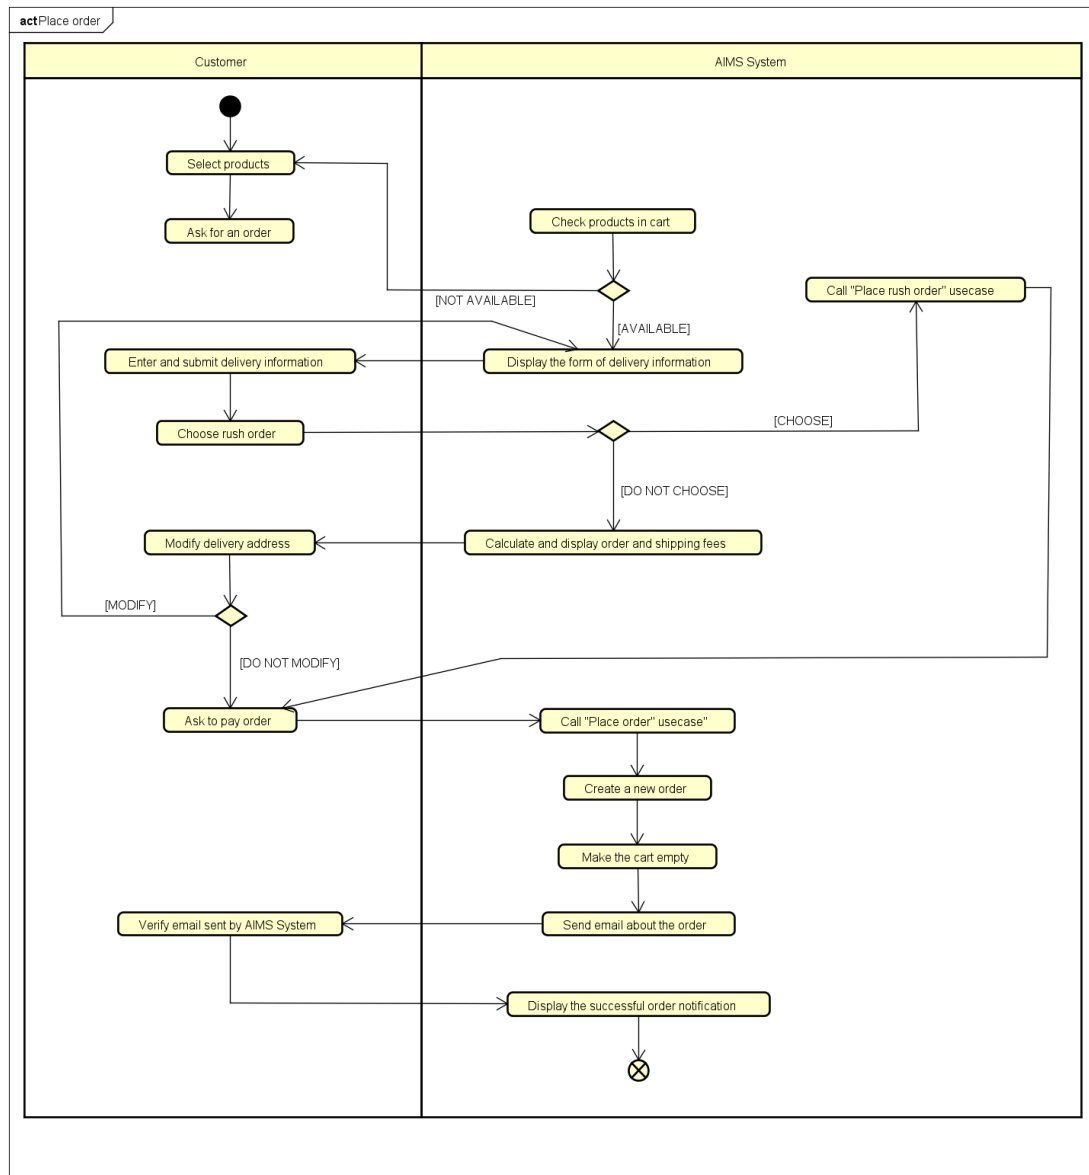 act Place order
Customer
AIMS System
Select products
Ask for an order
Check products in cart
[NOT AVAILABLE]
Call "Place rush order" usecase
[AVAILABLE]
Enter and submit delivery information
Display the form of delivery information
Choose rush order
[CHOOSE]
[DO NOT CHOOSE]
Modify delivery address
Calculate and display order and shipping fees
[MODIFY]
[DO NOT MODIFY]
Ask to pay order
Call "Place order" usecase"
Create a new order
Make the cart empty
Verify email sent by AIMS System
Send email about the order
Display the successful order notification